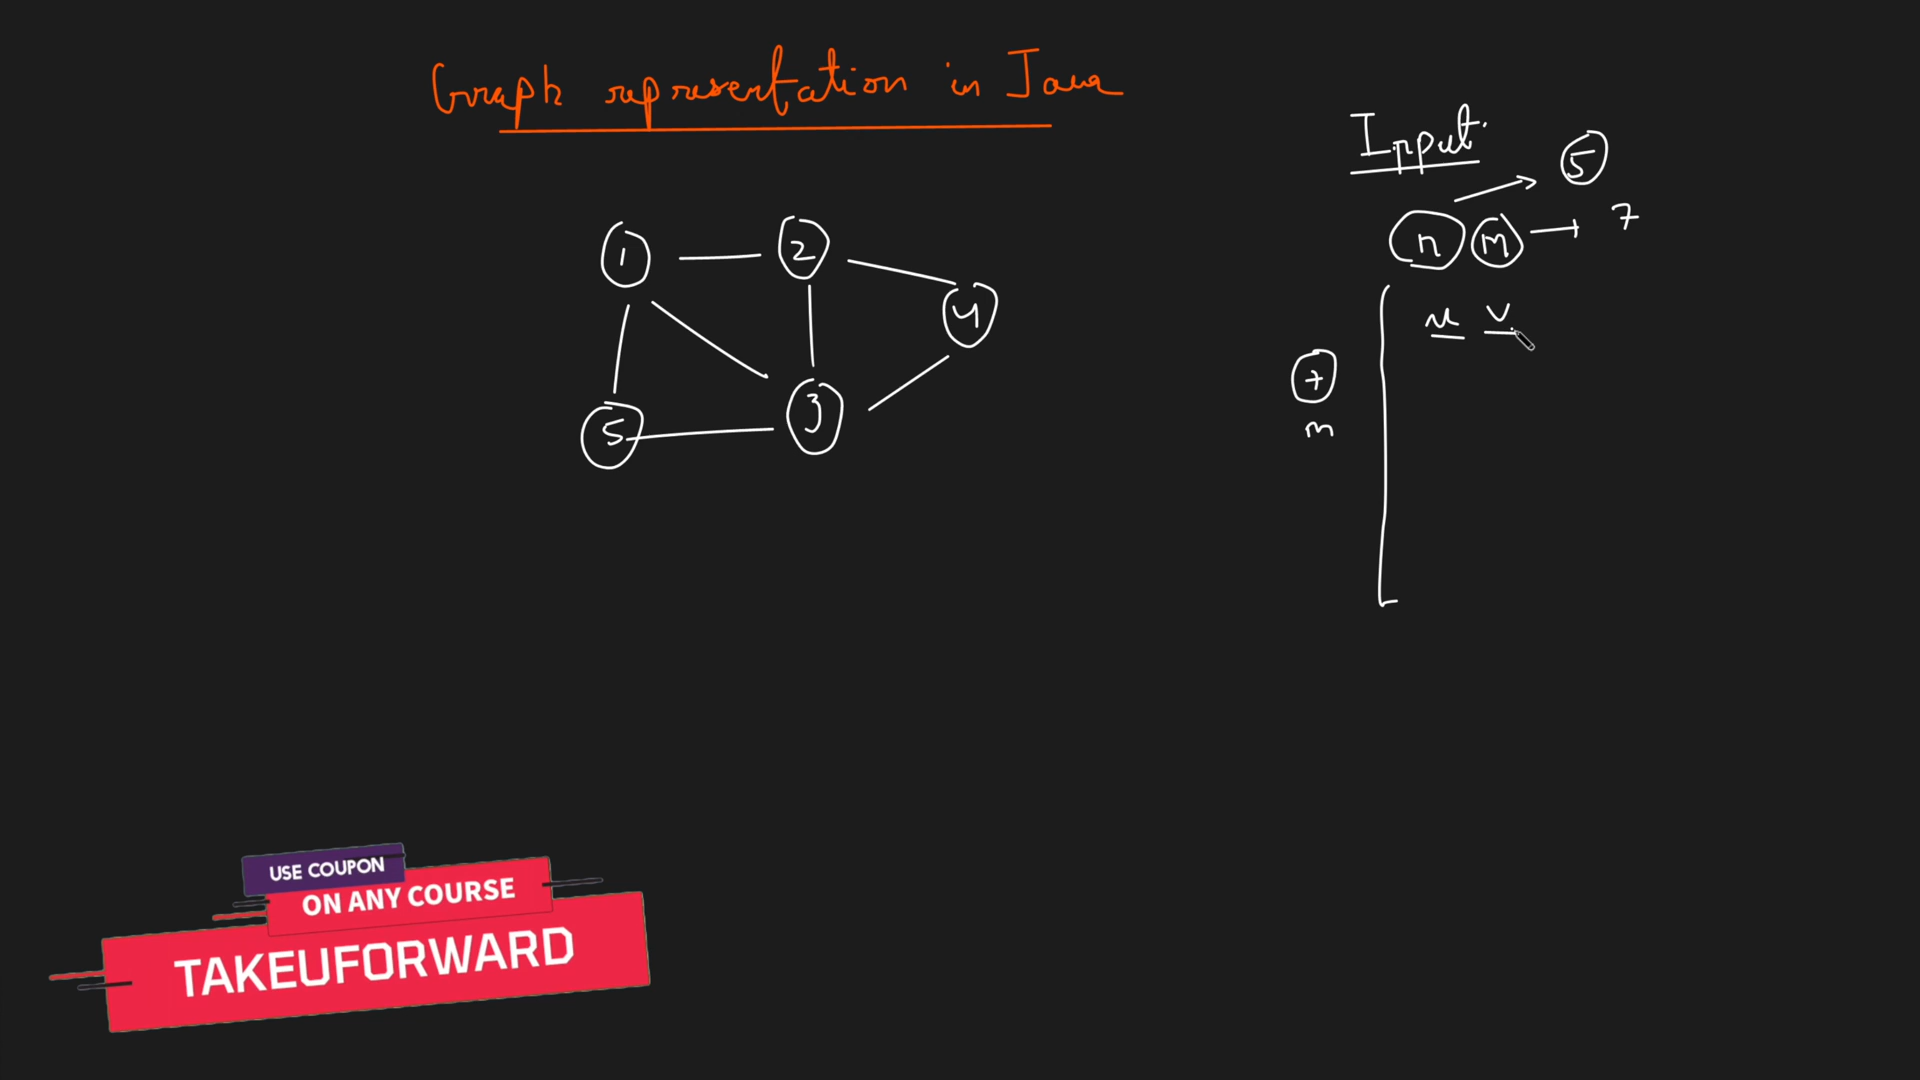 Graph representation in Java
Input.
5
n m 7
u v
7
m
1 2
4
5 3
USE COUPON
ON ANY COURSE
TAKEUFORWARD